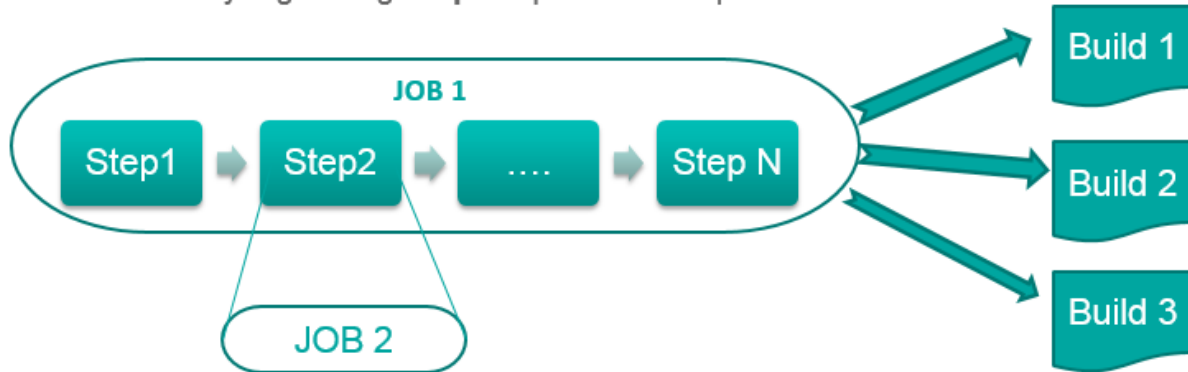 JOB 1
Step1
Step2
....
Step N
JOB 2
Build 1
Build 2
Build 3